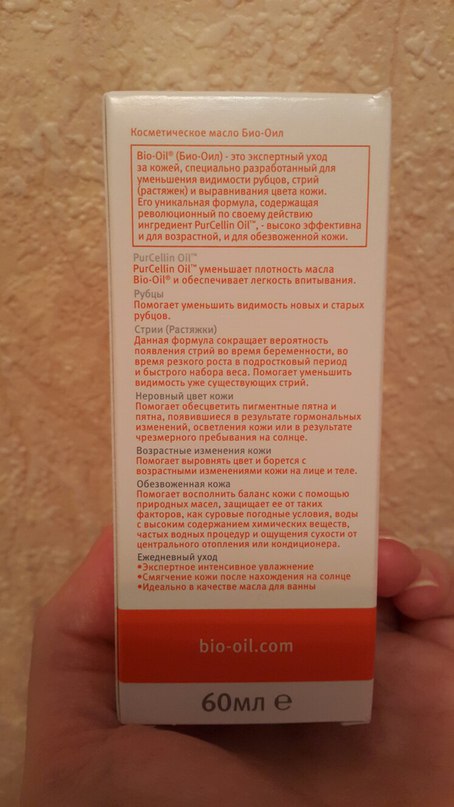 Косметическое масло Био-Оил
Bio-Oil® (Био-Оил) - это экспертный уход
за кожей, специально разработанный для
уменьшения видимости рубцов, стрий
(растяжек) и выравнивания цвета кожи.
Его уникальная формула, содержащая
революционный по своему действию
ингредиент PurCellin Oil™, - высоко эффективна
и для возрастной, и для обезвоженной кожи.
PurCellin Oil™
PurCellin Oil™ уменьшает плотность масла
Bio-Oil® и обеспечивает легкость впитывания.
Рубцы
Помогает уменьшить видимость новых и старых
рубцов.
Стрии (Растяжки)
Данная формула сокращает вероятность
появления стрий во время беременности, во
время резкого роста в подростковый период
и быстрого набора веса. Помогает уменьшить
видимость уже существующих стрий.
Неровный цвет кожи
Помогает обесцветить пигментные пятна и
пятна, появившиеся в результате гормональных
изменений, осветления кожи или в результате
чрезмерного пребывания на солнце.
Возрастные изменения кожи
Помогает выровнять цвет и борется с
возрастными изменениями кожи на лице и теле.
Обезвоженная кожа
Помогает восполнить баланс кожи с помощью
природных масел, защищает ее от таких
факторов, как суровые погодные условия, воды
с высоким содержанием химических веществ,
частых водных процедур и ощущения сухости от
центрального отопления или кондиционера.
Ежедневный уход
•Экспертное интенсивное увлажнение
•Смягчение кожи после нахождения на солнце
•Идеально в качестве масла для ванны
bio-oil.com
60мл ℮